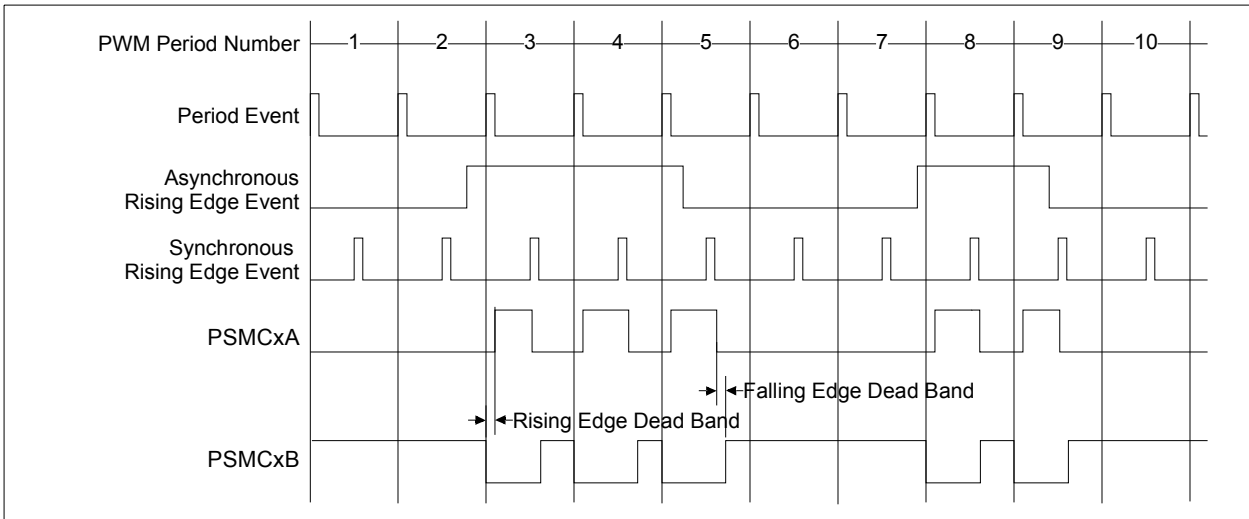 PWM Period Number 1 2 3 4 5 6 7 8 9 10
Period Event
Asynchronous
Rising Edge Event
Synchronous
Rising Edge Event
PSMCxA
Falling Edge Dead Band
Rising Edge Dead Band
PSMCxB